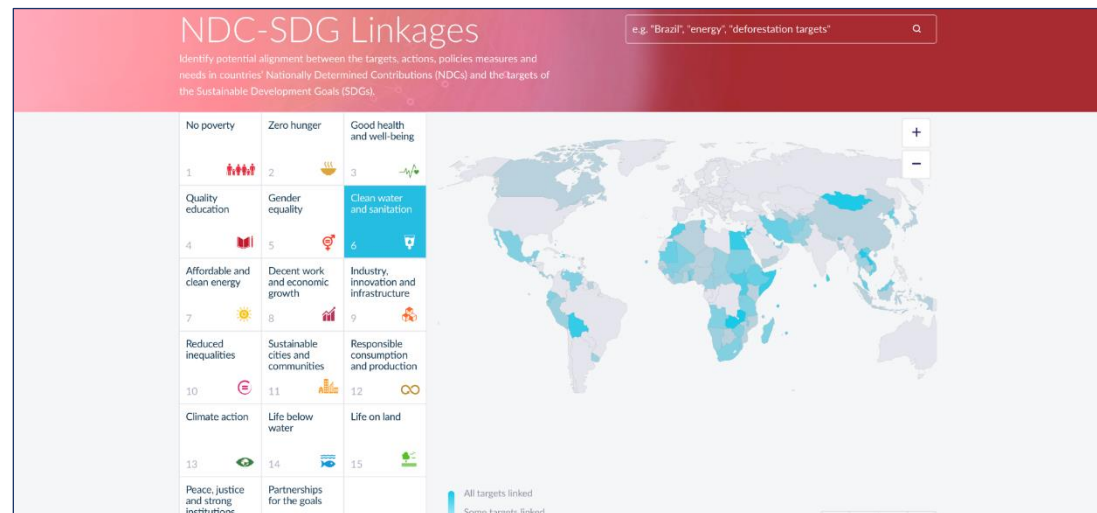 NDC-SDG Linkages
e.g. "Brazil", "energy", "deforestation targets"
Identify potential alignment between the targets, actions, policies measures and
needs in countries' Nationally Determined Contributions (NDCs) and the targets of
the Sustainable Development Goals (SDGs).
No poverty
1
Zero hunger
2
Good health
and well-being
3
Quality
education
4
Gender
equality
5
Clean water
and sanitation
6
Affordable and
clean energy
7
Decent work
and economic
growth
8
Industry,
innovation and
infrastructure
9
Reduced
inequalities
10
Sustainable
cities and
communities
11
Responsible
consumption
and production
12
Climate action
13
Life below
water
14
Life on land
15
Peace, justice
and strong
institutions
Partnerships
for the goals
+
−
All targets linked
Some targets linked